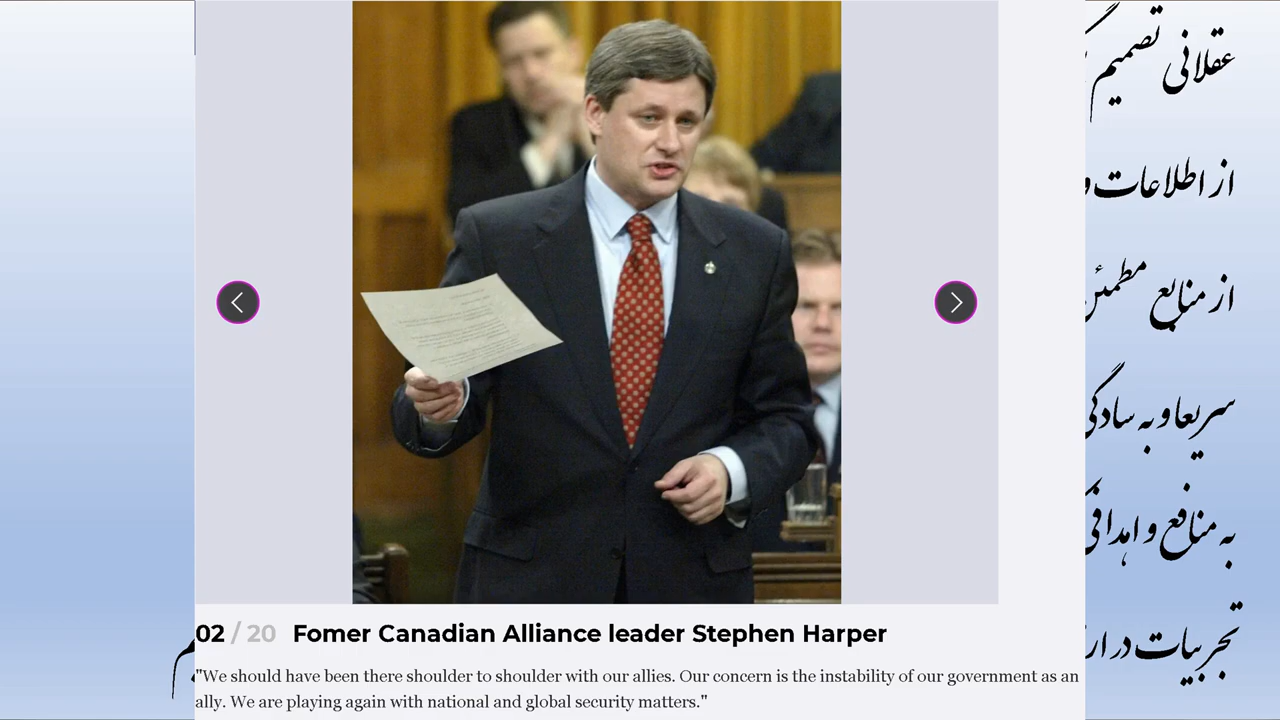 عقلانی تصمیم
از اطلاعات و
از منابع مطمئن
سریعا و به سادگی
به منافع و اهدافی
تجربیات در ار
02 / 20 Fomer Canadian Alliance leader Stephen Harper
"We should have been there shoulder to shoulder with our allies. Our concern is the instability of our government as an
ally. We are playing again with national and global security matters."